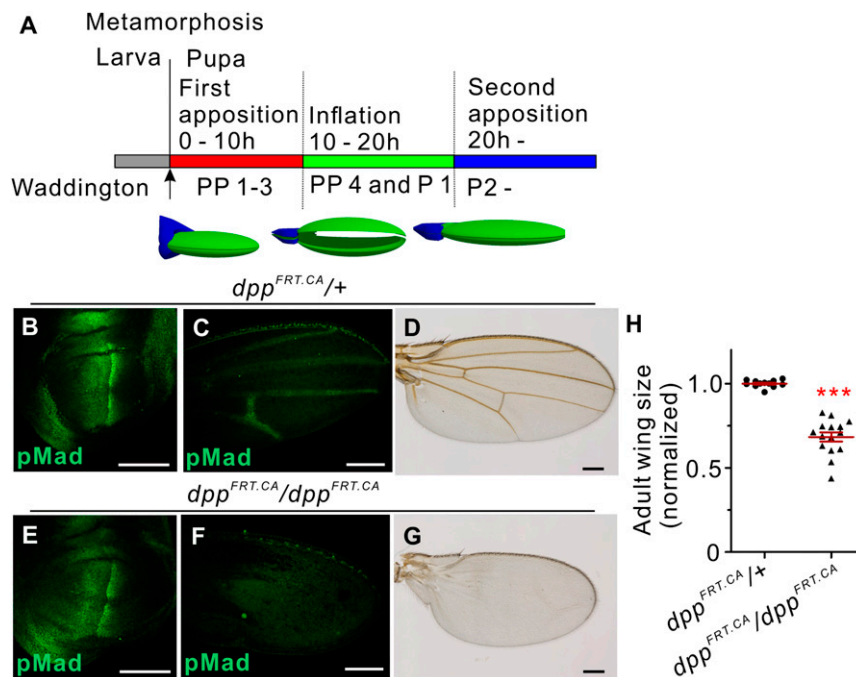 A
Metamorphosis
Larva Pupa
First apposition 0 - 10h
Inflation 10 - 20h
Second apposition 20h -
Waddington PP 1-3 PP 4 and P 1 P2 -
dpp^FRT.CA/+
B C D
pMad pMad
dpp^FRT.CA/dpp^FRT.CA
E F G
pMad pMad
H
Adult wing size (normalized)
1.0
0.5
0
***
dpp^FRT.CA/+
dpp^FRT.CA/dpp^FRT.CA